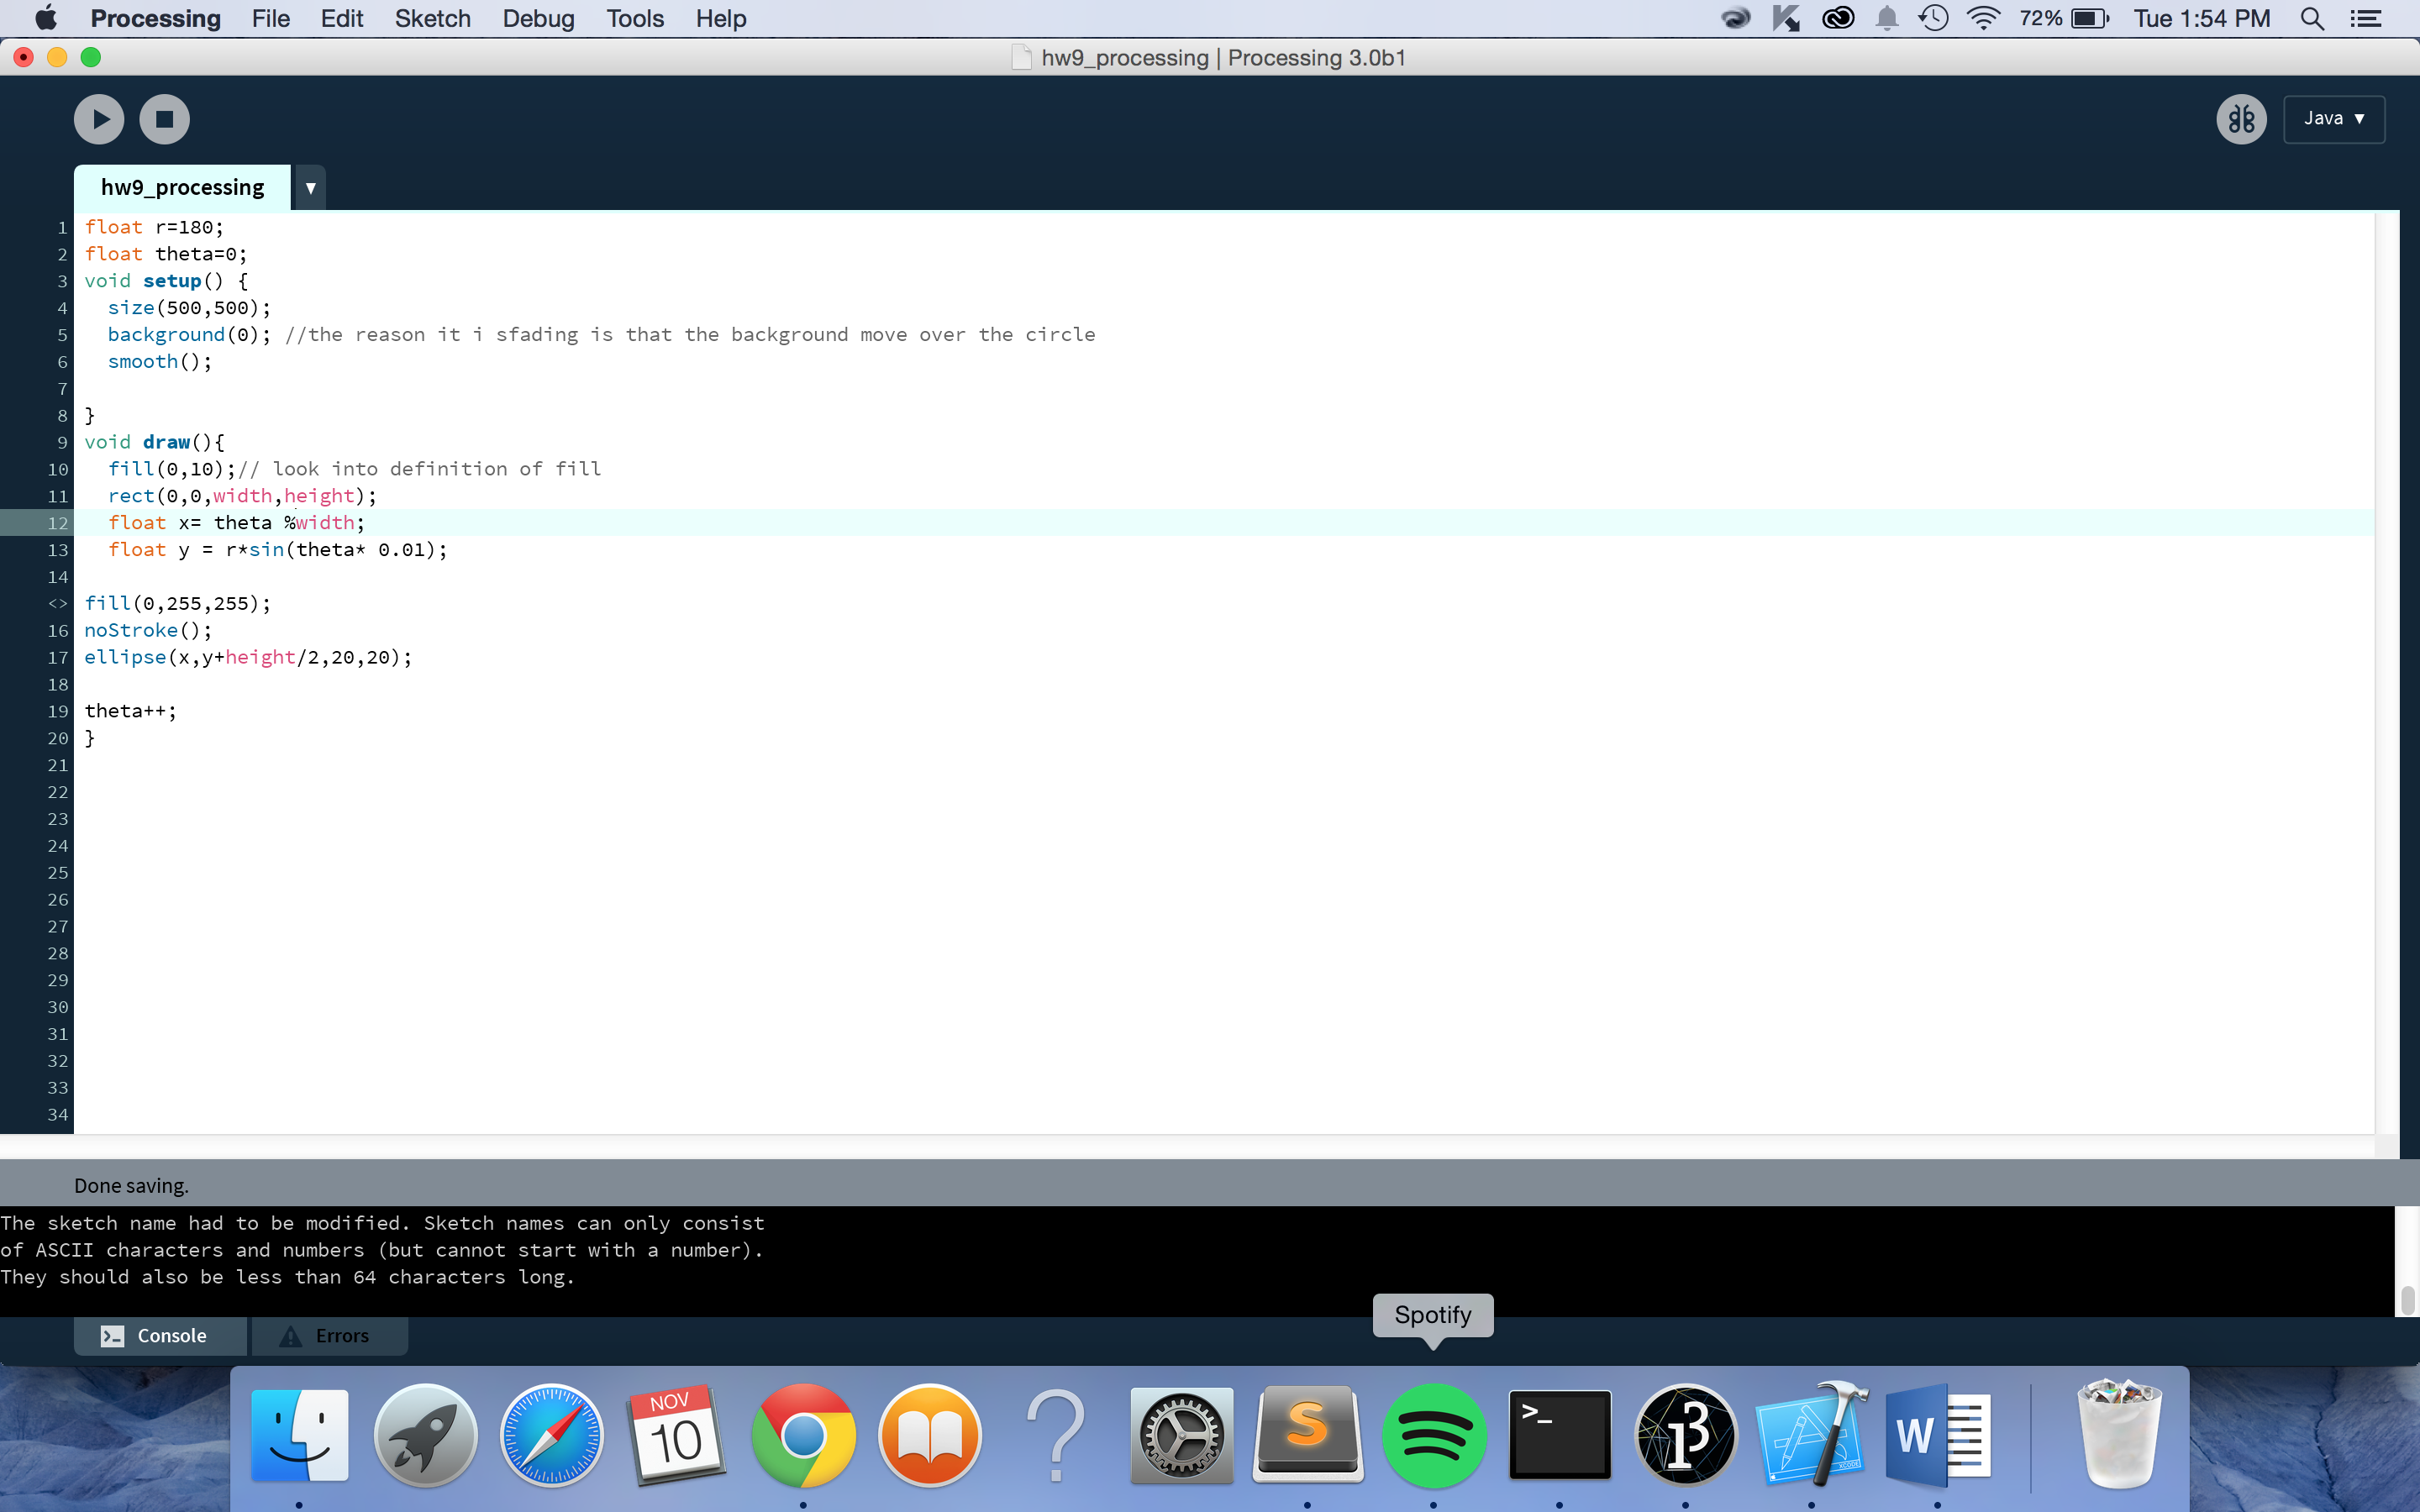 Processing File Edit Sketch Debug Tools Help 72% Tue 1:54 PM
hw9_processing | Processing 3.0b1
Java ▼
hw9_processing ▼
1 float r=180;
2 float theta=0;
3 void setup() {
4 size(500,500);
5 background(0); //the reason it i sfading is that the background move over the circle
6 smooth();
7
8 }
9 void draw(){
10 fill(0,10);// look into definition of fill
11 rect(0,0,width,height);
12 float x= theta %width;
13 float y = r*sin(theta* 0.01);
14
<> fill(0,255,255);
16 noStroke();
17 ellipse(x,y+height/2,20,20);
18
19 theta++;
20 }
21
22
23
24
25
26
27
28
29
30
31
32
33
34
Done saving.
The sketch name had to be modified. Sketch names can only consist
of ASCII characters and numbers (but cannot start with a number).
They should also be less than 64 characters long.
Spotify
>_ Console Errors
NOV
10
?
S
>_
13
XCODE
W